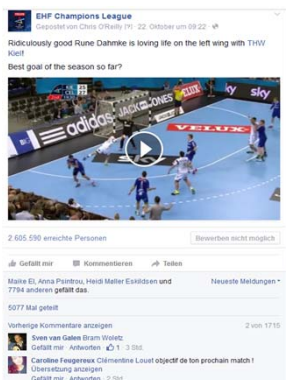 EHF Champions League
Gepostet von Chris O'Reilly [?] · 22. Oktober um 09:22 ·
Ridiculously good Rune Dahmke is loving life on the left wing with THW
Kiel!
Best goal of the season so far?
adidas
JACK JONES
VELUX
sky
sky
2.605.590 erreichte Personen
Bewerben nicht möglich
Gefällt mir
Kommentieren
Teilen
Maike Ei, Anna Psintrou, Heidi Møller Eskildsen und
7794 anderen gefällt das.
Neueste Meldungen
5077 Mal geteilt
Vorherige Kommentare anzeigen
2 von 1715
Sven van Galen Bram Woletz
Gefällt mir · Antworten · 1 · 3 Std.
Caroline Feugereux Clémentine Louet objectif de ton prochain match !
Übersetzung anzeigen
Gefällt mir · Antworten · 2 Std.